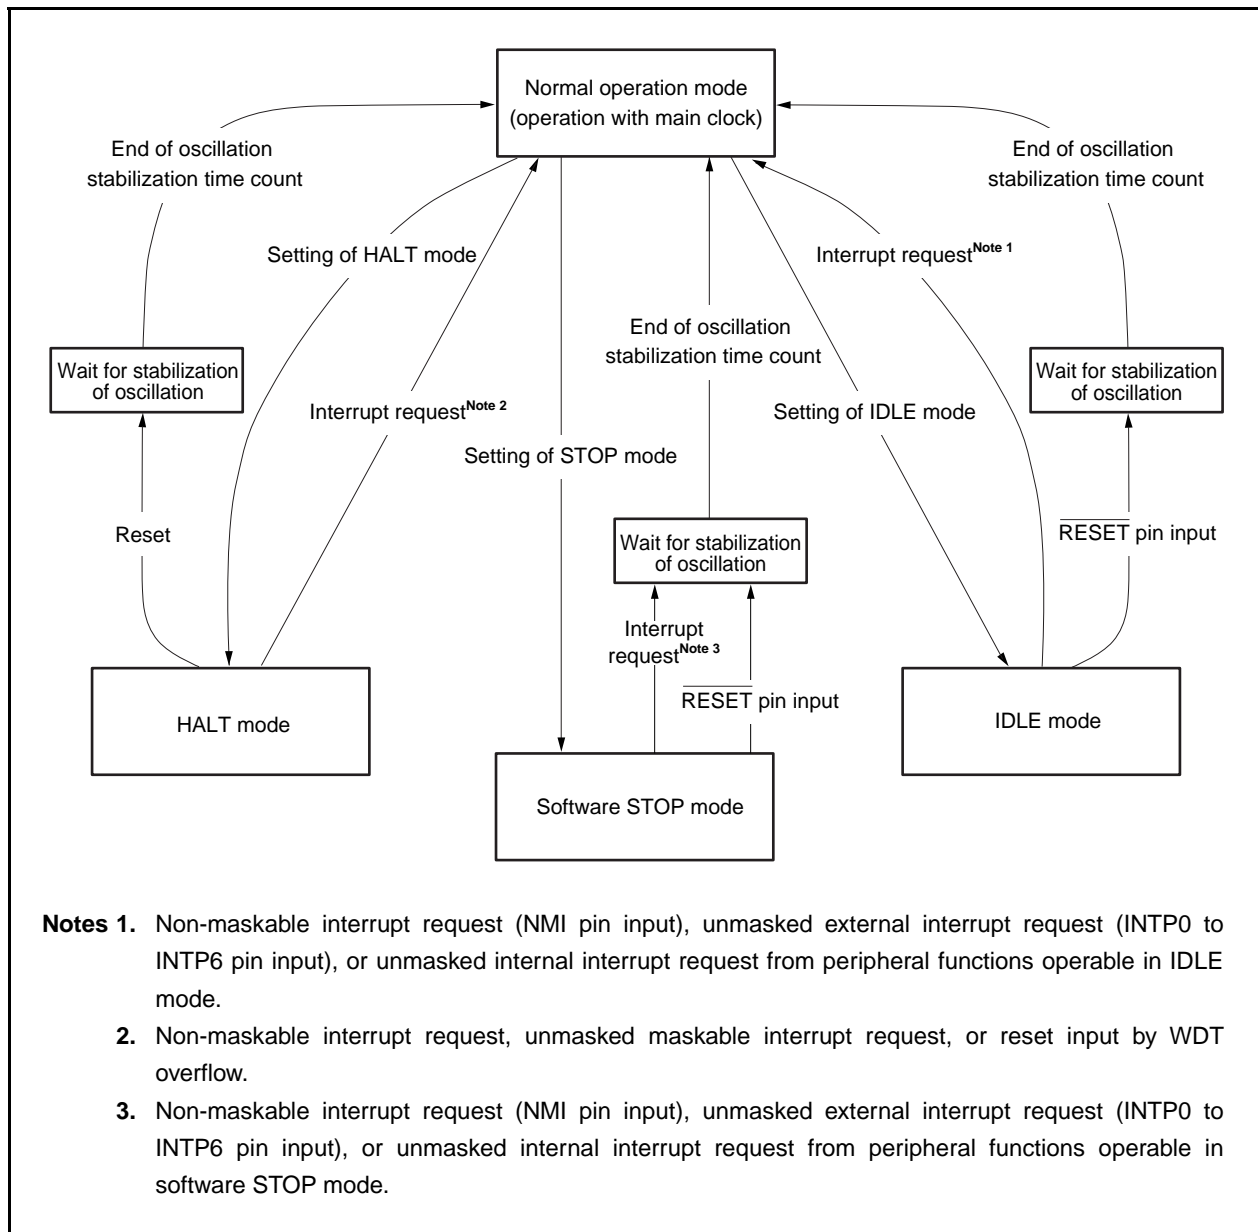 Normal operation mode
(operation with main clock)
End of oscillation
stabilization time count
End of oscillation
stabilization time count
Setting of HALT mode
Interrupt requestNote 1
End of oscillation
stabilization time count
Wait for stabilization
of oscillation
Wait for stabilization
of oscillation
Interrupt requestNote 2
Setting of IDLE mode
Setting of STOP mode
Reset
RESET pin input
Wait for stabilization
of oscillation
Interrupt
requestNote 3
RESET pin input
HALT mode
IDLE mode
Software STOP mode
Notes 1. Non-maskable interrupt request (NMI pin input), unmasked external interrupt request (INTP0 to
INTP6 pin input), or unmasked internal interrupt request from peripheral functions operable in IDLE
mode.
2. Non-maskable interrupt request, unmasked maskable interrupt request, or reset input by WDT
overflow.
3. Non-maskable interrupt request (NMI pin input), unmasked external interrupt request (INTP0 to
INTP6 pin input), or unmasked internal interrupt request from peripheral functions operable in
software STOP mode.